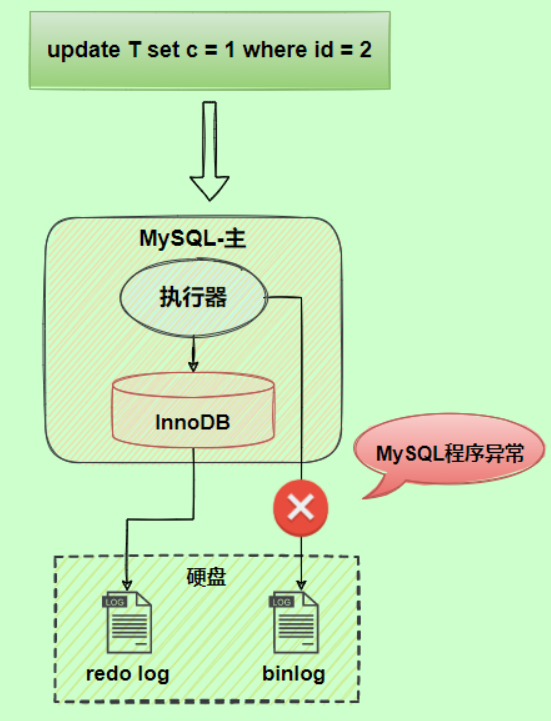 update T set c = 1 where id = 2
MySQL-主
执行器
InnoDB
MySQL程序异常
硬盘
LOG
LOG
redo log
binlog